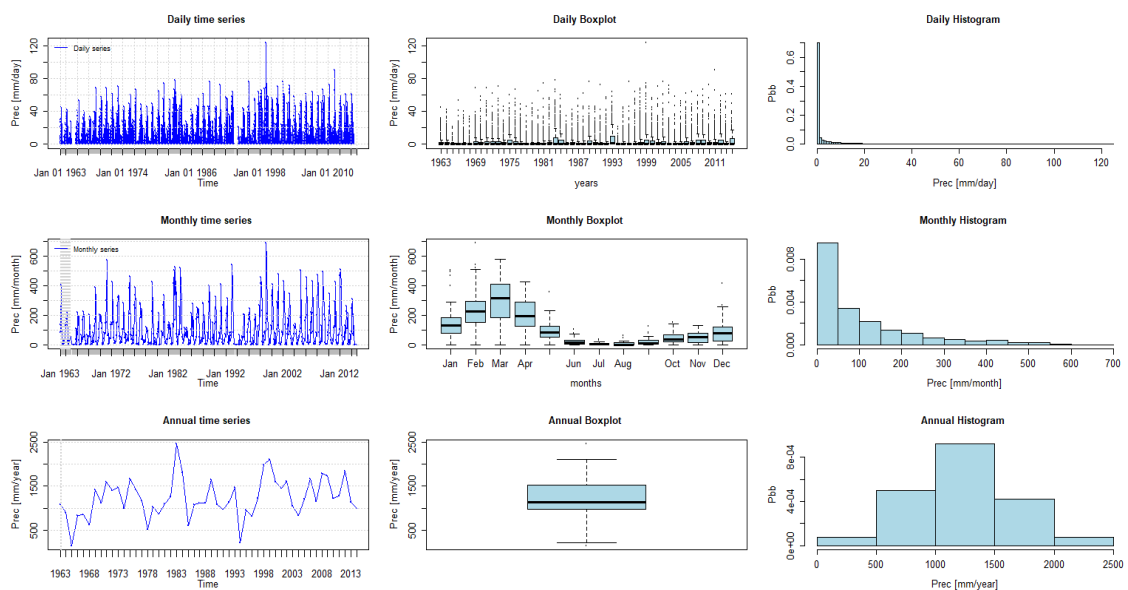 Daily time series
Daily series
Prec [mm/day]
0 40 80 120
Jan 01 1963 Jan 01 1974 Jan 01 1986 Jan 01 1998 Jan 01 2010
Time
Daily Boxplot
Prec [mm/day]
0 40 80 120
1963 1969 1975 1981 1987 1993 1999 2005 2011
years
Daily Histogram
Pbb
0.0 0.2 0.4 0.6
0 20 40 60 80 100 120
Prec [mm/day]
Monthly time series
Monthly series
Prec [mm/month]
0 200 400 600
Jan 1963 Jan 1972 Jan 1982 Jan 1992 Jan 2002 Jan 2012
Time
Monthly Boxplot
Prec [mm/month]
0 200 400 600
Jan Feb Mar Apr Jun Jul Aug Oct Nov Dec
months
Monthly Histogram
Pbb
0.000 0.004 0.008
0 100 200 300 400 500 600 700
Prec [mm/month]
Annual time series
Prec [mm/year]
500 1500 2500
1963 1968 1973 1978 1983 1988 1993 1998 2003 2008 2013
Time
Annual Boxplot
Prec [mm/year]
500 1500 2500
Annual Histogram
Pbb
0e+00 4e-04 8e-04
0 500 1000 1500 2000 2500
Prec [mm/year]